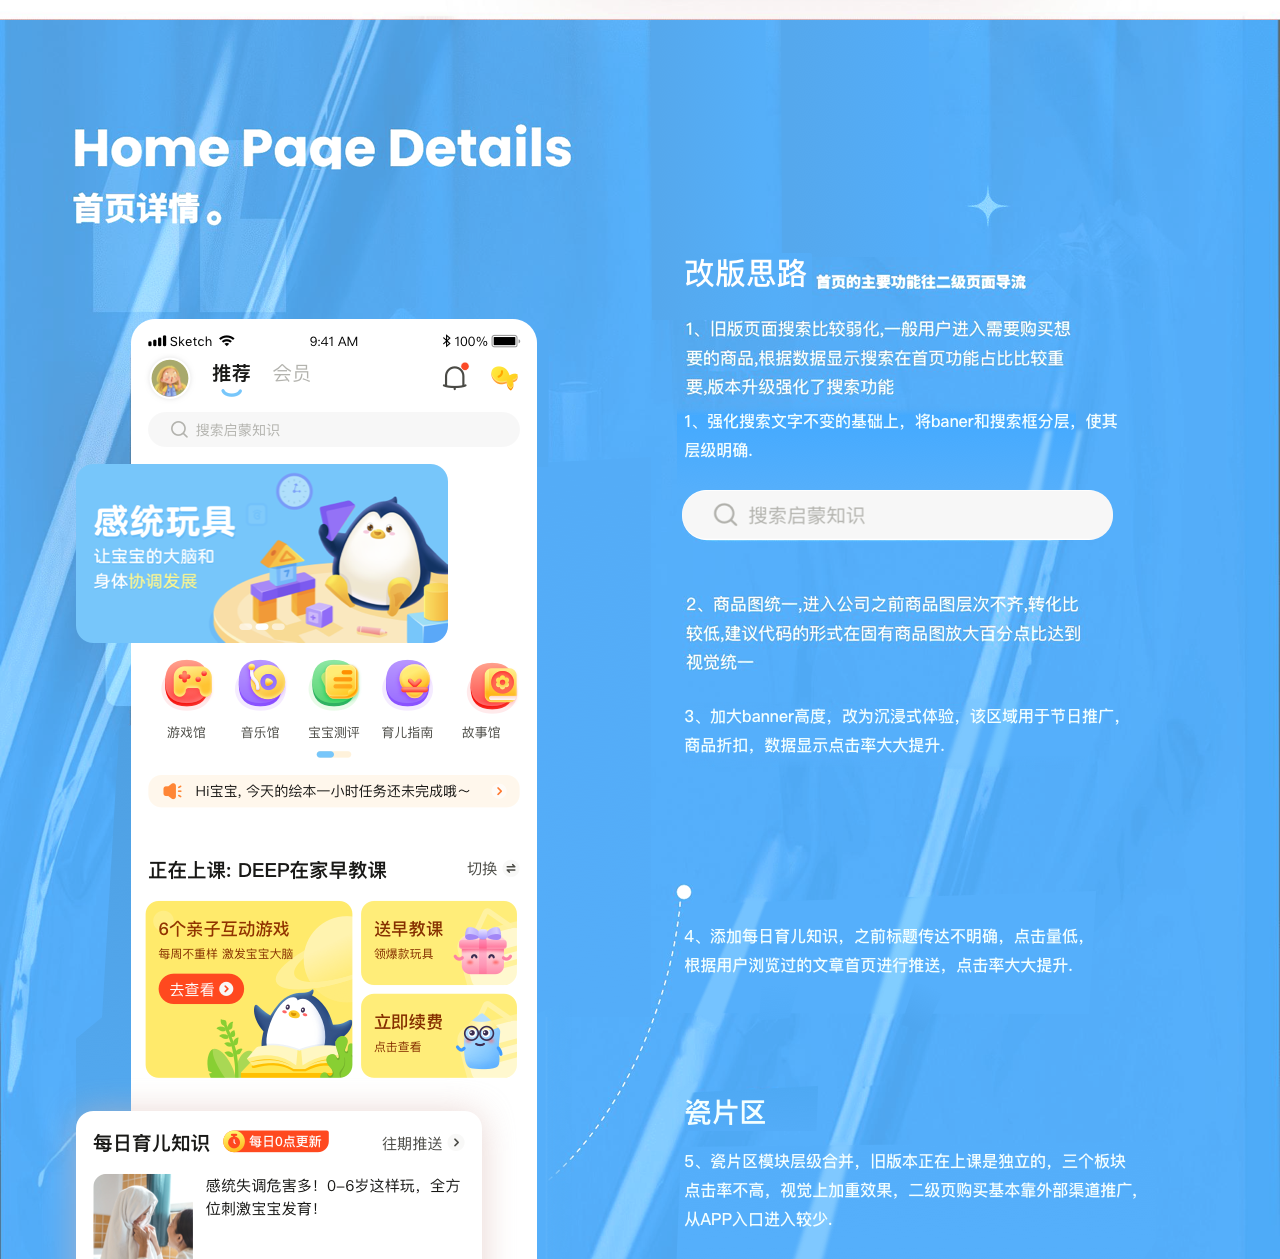 Home Page Details
首页详情。
改版思路 首页的主要功能往二级页面导流
1、旧版页面搜索比较弱化,一般用户进入需要购买想
要的商品,根据数据显示搜索在首页功能占比比较重
要,版本升级强化了搜索功能
1、强化搜索文字不变的基础上，将baner和搜索框分层，使其
层级明确.
搜索启蒙知识
2、商品图统一,进入公司之前商品图层次不齐,转化比
较低,建议代码的形式在固有商品图放大百分点比达到
视觉统一
3、加大banner高度，改为沉浸式体验，该区域用于节日推广，
商品折扣，数据显示点击率大大提升.
4、添加每日育儿知识，之前标题传达不明确，点击量低，
根据用户浏览过的文章首页进行推送，点击率大大提升.
瓷片区
5、瓷片区模块层级合并，旧版本正在上课是独立的，三个板块
点击率不高，视觉上加重效果，二级页购买基本靠外部渠道推广，
从APP入口进入较少.
Sketch 9:41 AM 100%
推荐 会员
搜索启蒙知识
感统玩具
让宝宝的大脑和
身体协调发展
游戏馆 音乐馆 宝宝测评 育儿指南 故事馆
Hi宝宝, 今天的绘本一小时任务还未完成哦～
正在上课: DEEP在家早教课 切换
6个亲子互动游戏
每周不重样 激发宝宝大脑
去查看
送早教课
领爆款玩具
立即续费
点击查看
每日育儿知识 每日0点更新 往期推送
感统失调危害多！0-6岁这样玩，全方
位刺激宝宝发育！